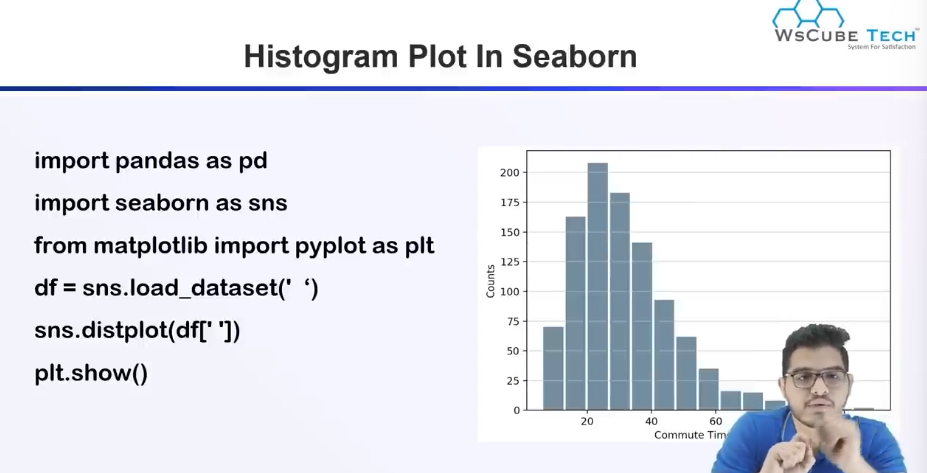 WSCUBE TECH
System For Satisfaction
Histogram Plot In Seaborn
import pandas as pd
import seaborn as sns
from matplotlib import pyplot as plt
df = sns.load_dataset(' ‘)
sns.distplot(df[' '])
plt.show()
Counts
200
175
150
125
100
75
50
25
0
20
40
60
Commute